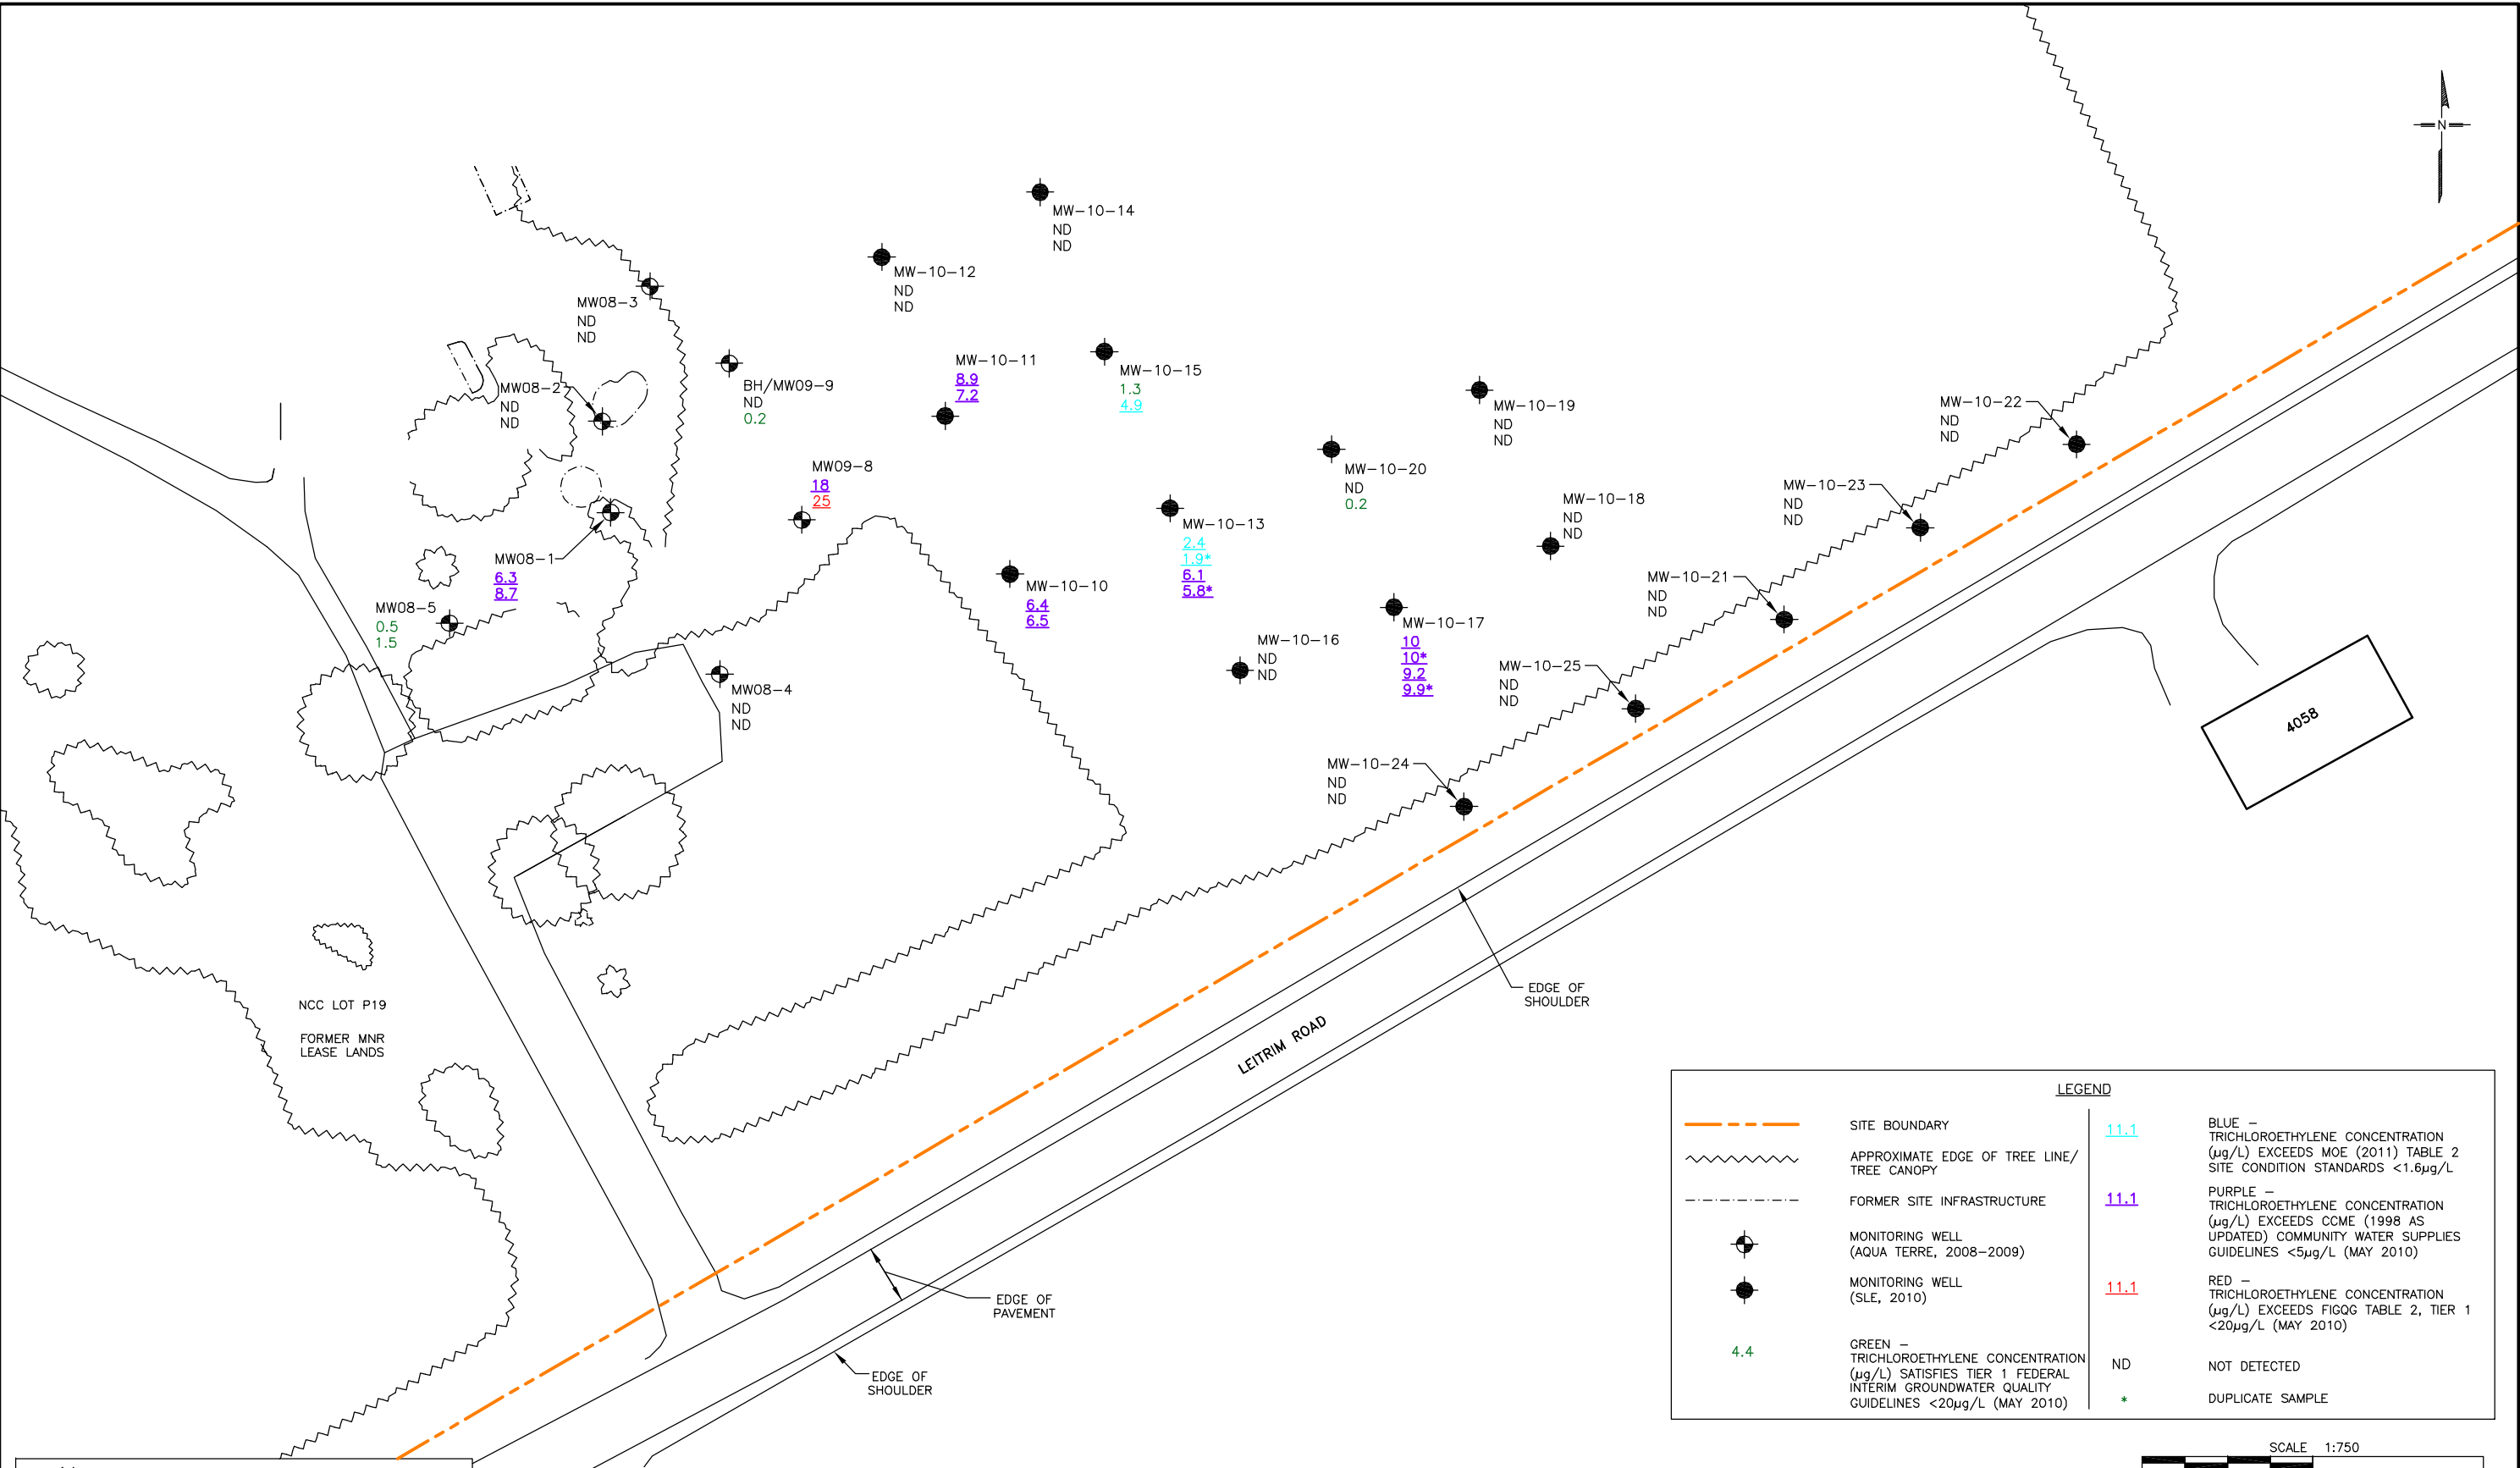 N
MW-10-14
ND
ND
MW-10-12
ND
ND
MW08-3
ND
ND
MW-10-11
8.9
7.2
MW-10-15
1.3
4.9
BH/MW09-9
ND
0.2
MW08-2
ND
ND
MW-10-19
ND
ND
MW-10-22
ND
ND
MW09-8
18
25
MW-10-20
ND
0.2
MW-10-23
ND
ND
MW-10-18
ND
ND
MW-10-13
2.4
1.9*
6.1
5.8*
MW08-1
6.3
8.7
MW-10-10
6.4
6.5
MW-10-21
ND
ND
MW08-5
0.5
1.5
MW-10-17
10
10*
9.2
9.9*
MW-10-16
ND
ND
MW-10-25
ND
ND
MW08-4
ND
ND
4058
MW-10-24
ND
ND
NCC LOT P19
FORMER MNR
LEASE LANDS
EDGE OF
SHOULDER
LEITRIM ROAD
EDGE OF
PAVEMENT
EDGE OF
SHOULDER
LEGEND
SITE BOUNDARY
APPROXIMATE EDGE OF TREE LINE/
TREE CANOPY
FORMER SITE INFRASTRUCTURE
MONITORING WELL
(AQUA TERRE, 2008-2009)
MONITORING WELL
(SLE, 2010)
4.4
GREEN -
TRICHLOROETHYLENE CONCENTRATION
(µg/L) SATISFIES TIER 1 FEDERAL
INTERIM GROUNDWATER QUALITY
GUIDELINES <20µg/L (MAY 2010)
11.1
BLUE -
TRICHLOROETHYLENE CONCENTRATION
(µg/L) EXCEEDS MOE (2011) TABLE 2
SITE CONDITION STANDARDS <1.6µg/L
11.1
PURPLE -
TRICHLOROETHYLENE CONCENTRATION
(µg/L) EXCEEDS CCME (1998 AS
UPDATED) COMMUNITY WATER SUPPLIES
GUIDELINES <5µg/L (MAY 2010)
11.1
RED -
TRICHLOROETHYLENE CONCENTRATION
(µg/L) EXCEEDS FIGQG TABLE 2, TIER 1
<20µg/L (MAY 2010)
ND NOT DETECTED
* DUPLICATE SAMPLE
SCALE 1:750